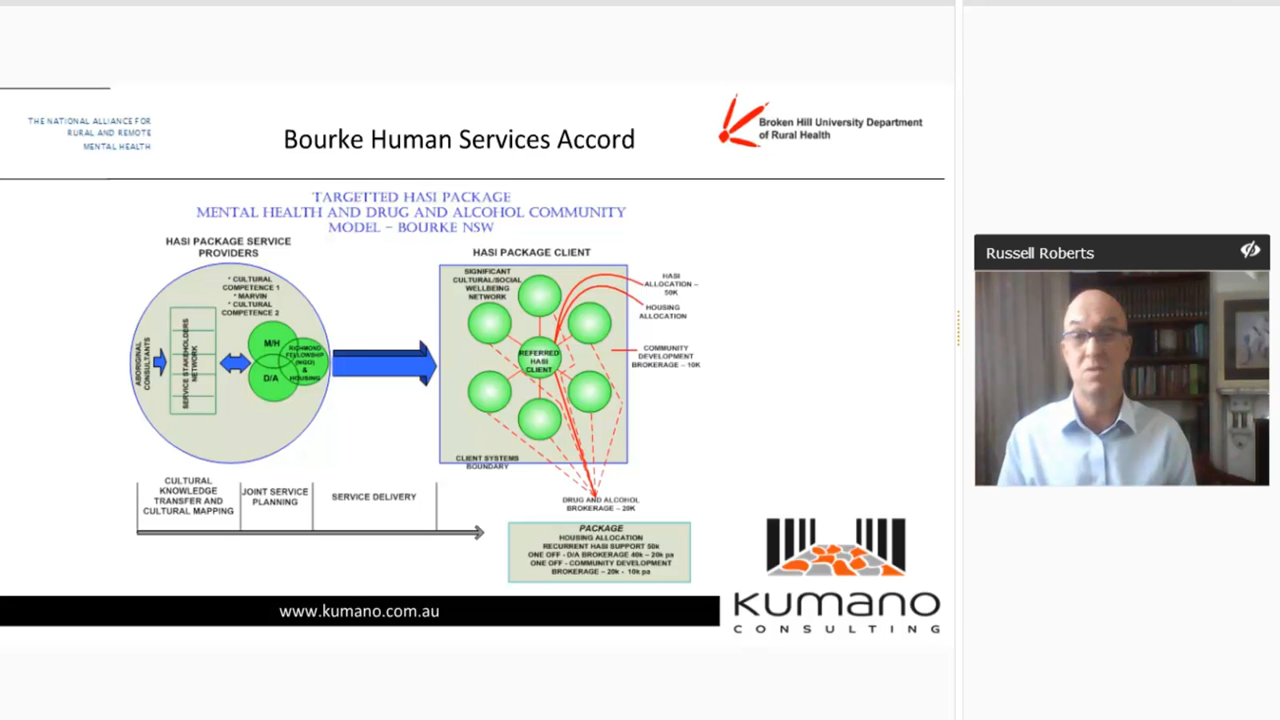 THE NATIONAL ALLIANCE FOR
RURAL AND REMOTE
MENTAL HEALTH
Bourke Human Services Accord
Broken Hill University Department
of Rural Health
TARGETTED HASI PACKAGE
MENTAL HEALTH AND DRUG AND ALCOHOL COMMUNITY
MODEL – BOURKE NSW
HASI PACKAGE SERVICE
PROVIDERS
* CULTURAL
COMPETENCE 1
* MARVIN
* CULTURAL
COMPETENCE 2
ABORIGINAL
CONSULTANTS
SERVICE STAKEHOLDERS
NETWORK
M/H
D/A
RICHMOND
FELLOWSHIP
(NGO)
&
HOUSING
HASI PACKAGE CLIENT
SIGNIFICANT
CULTURAL/SOCIAL
WELLBEING
NETWORK
REFERRED
HASI
CLIENT
CLIENT SYSTEMS
BOUNDARY
HASI
ALLOCATION –
50K
HOUSING
ALLOCATION
COMMUNITY
DEVELOPMENT
BROKERAGE – 10K
DRUG AND ALCOHOL
BROKERAGE – 20K
CULTURAL
KNOWLEDGE
TRANSFER AND
CULTURAL MAPPING
JOINT SERVICE
PLANNING
SERVICE DELIVERY
PACKAGE
HOUSING ALLOCATION
RECURRENT HASI SUPPORT 50k
ONE OFF - D/A BROKERAGE 40k – 20k pa
ONE OFF - COMMUNITY DEVELOPMENT
BROKERAGE – 20k - 10k pa
www.kumano.com.au
KUMANO
CONSULTING
Russell Roberts